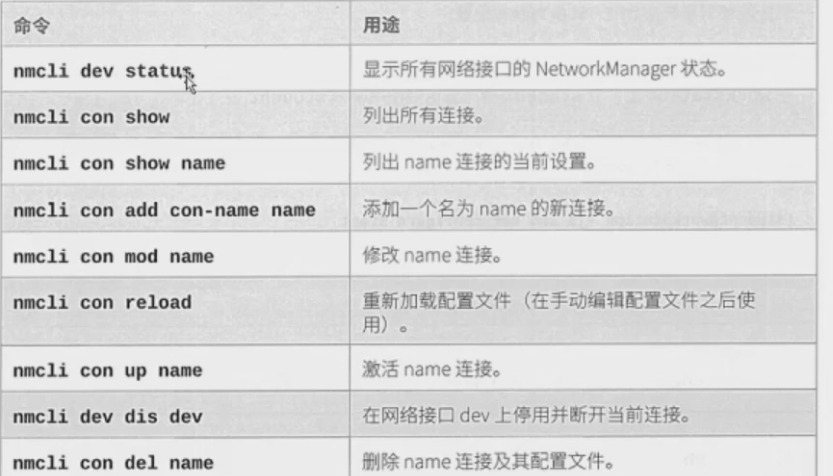 命令 用途
nmcli dev status 显示所有网络接口的 NetworkManager 状态。
nmcli con show 列出所有连接。
nmcli con show name 列出 name 连接的当前设置。
nmcli con add con-name name 添加一个名为 name 的新连接。
nmcli con mod name 修改 name 连接。
nmcli con reload 重新加载配置文件（在手动编辑配置文件之后使
用）。
nmcli con up name 激活 name 连接。
nmcli dev dis dev 在网络接口 dev 上停用并断开当前连接。
nmcli con del name 删除 name 连接及其配置文件。